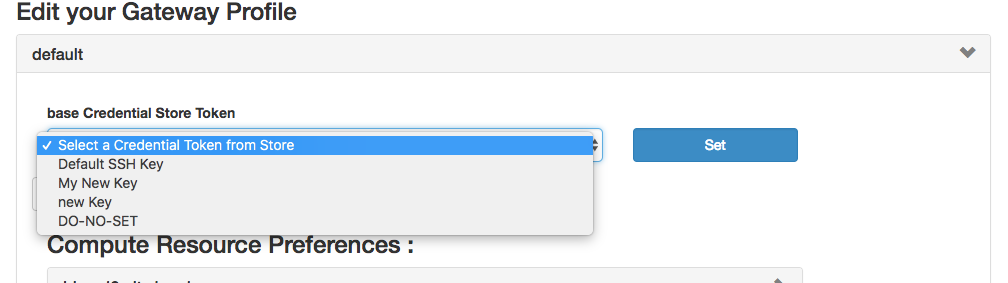 Edit your Gateway Profile
default
base Credential Store Token
✓ Select a Credential Token from Store
Set
Default SSH Key
My New Key
new Key
DO-NO-SET
Compute Resource Preferences :